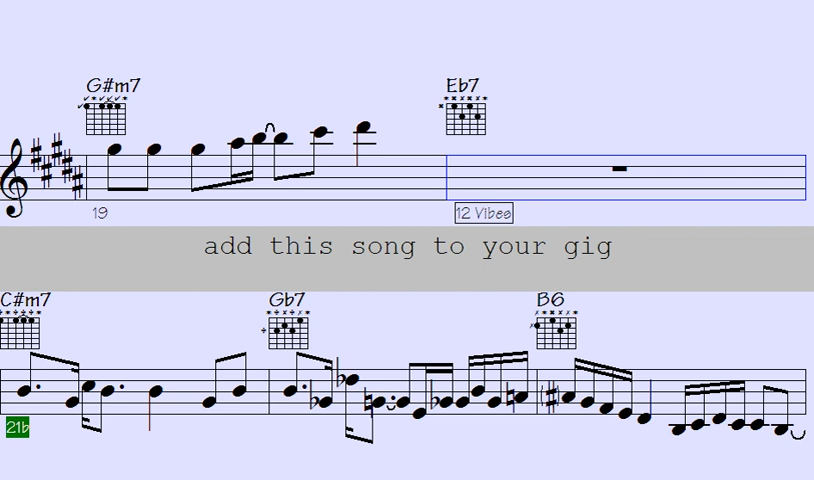 G#m7 Eb7
19 12 Vibes
add this song to your gig
C#m7 Gb7 B6
21b